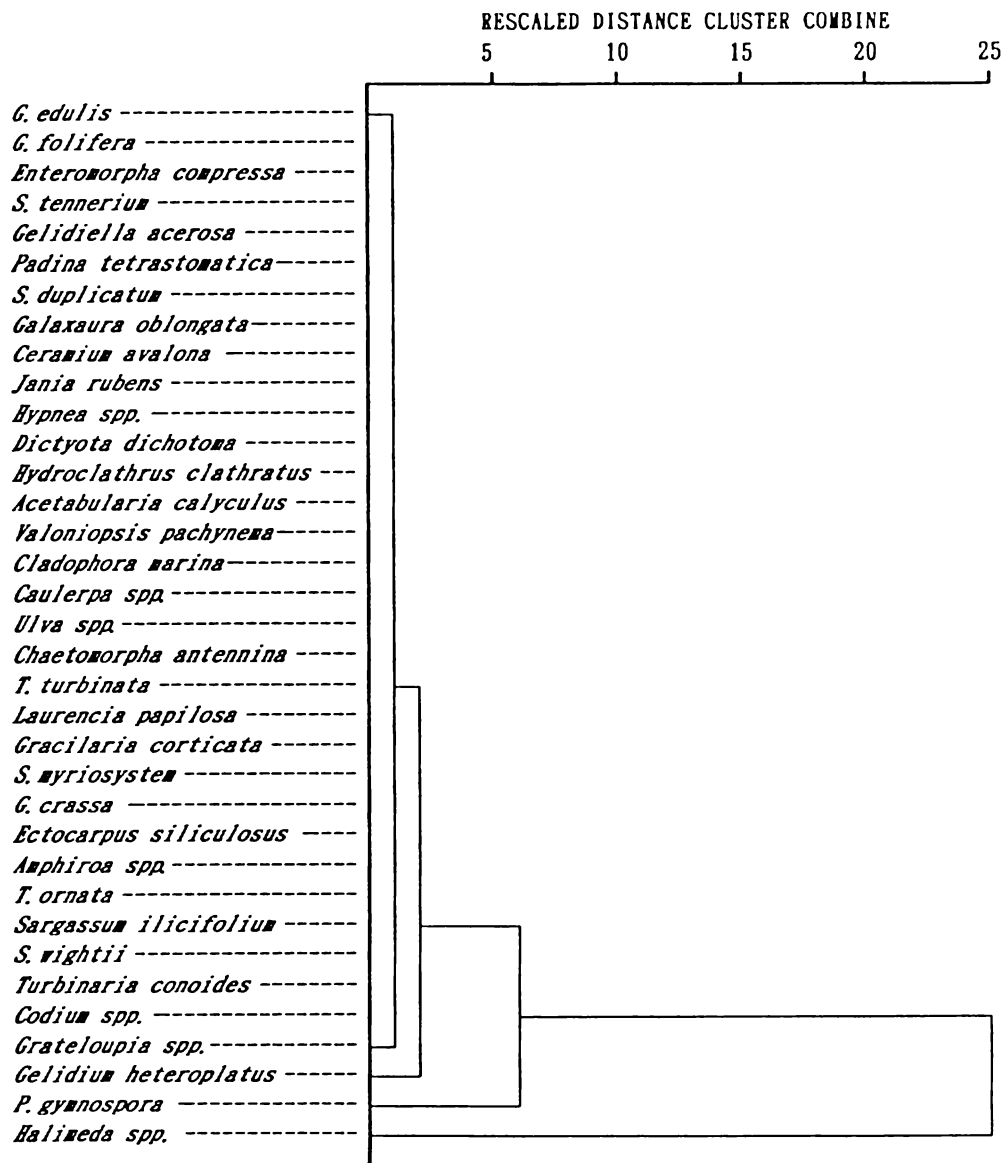 RESCALED DISTANCE CLUSTER COMBINE
5 10 15 20 25
G. edulis
G. folifera
Enteromorpha compressa
S. tennerium
Gelidiella acerosa
Padina tetrastomatica
S. duplicatum
Galaxaura oblongata
Ceramium avalona
Jania rubens
Hypnea spp.
Dictyota dichotoma
Hydroclathrus clathratus
Acetabularia calyculus
Valoniopsis pachynema
Cladophora marina
Caulerpa spp.
Ulva spp.
Chaetomorpha antennina
T. turbinata
Laurencia papilosa
Gracilaria corticata
S. myriosystem
G. crassa
Ectocarpus siliculosus
Amphiroa spp.
T. ornata
Sargassum ilicifolium
S. wightii
Turbinaria conoides
Codium spp.
Grateloupia spp.
Gelidium heteroplatus
P. gymnospora
Halimeda spp.